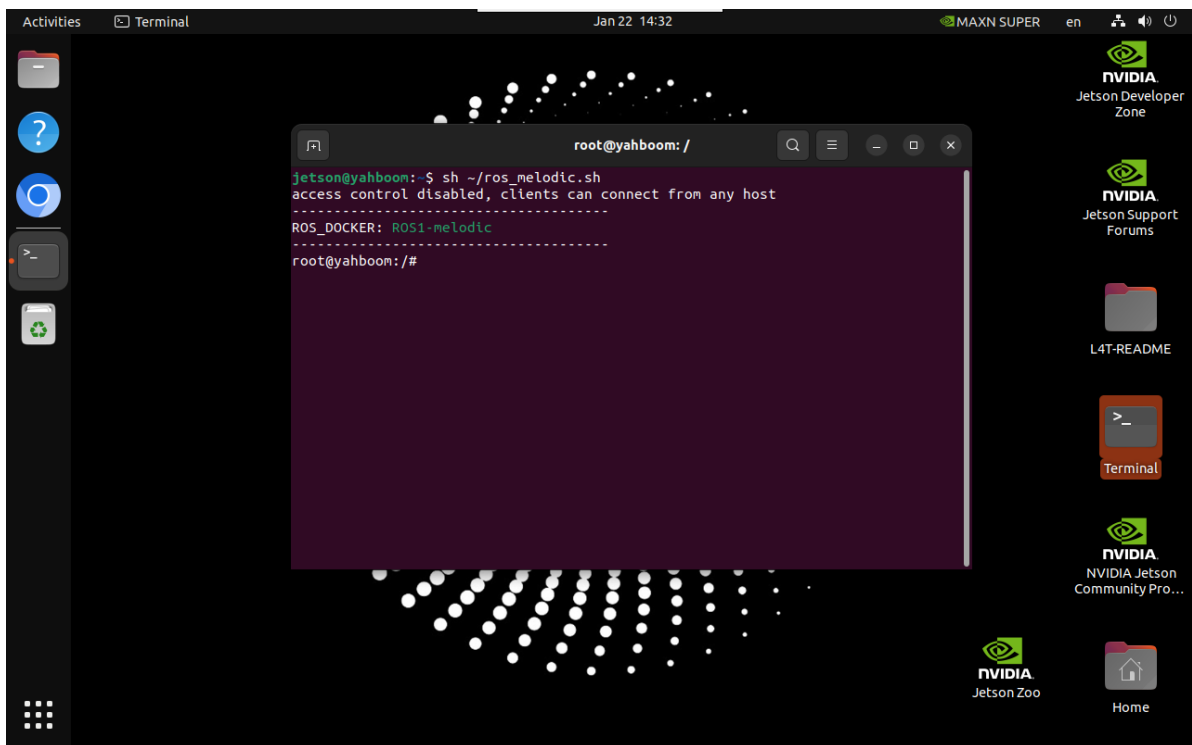 Activities
Terminal
Jan 22 14:32
MAXN SUPER
en
NVIDIA.
Jetson Developer
Zone
root@yahboom: /
jetson@yahboom:~$ sh ~/ros_melodic.sh
access control disabled, clients can connect from any host
--------------------------------------
ROS_DOCKER: ROS1-melodic
--------------------------------------
root@yahboom:/#
NVIDIA.
Jetson Support
Forums
L4T-README
>_
Terminal
NVIDIA.
NVIDIA Jetson
Community Pro...
NVIDIA.
Jetson Zoo
Home